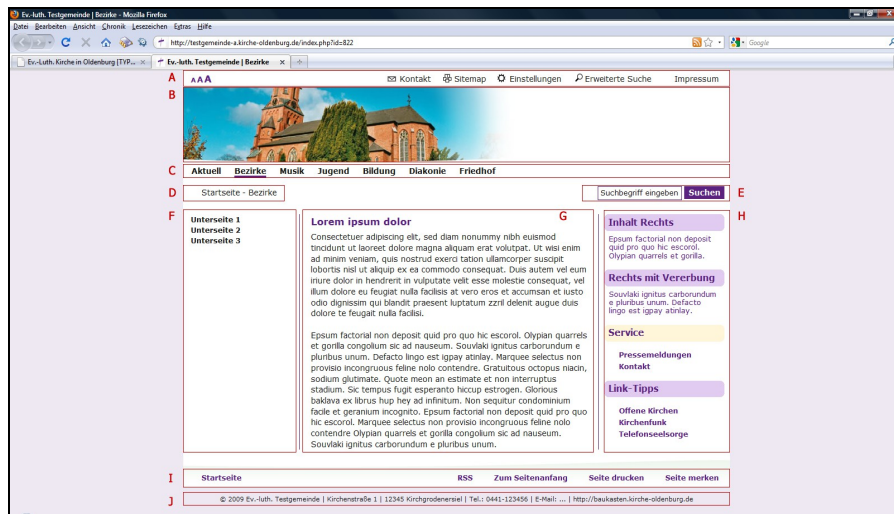 Ev.-luth. Testgemeinde | Bezirke - Mozilla Firefox
Datei Bearbeiten Ansicht Chronik Lesezeichen Extras Hilfe
http://testgemeinde-a.kirche-oldenburg.de/index.php?id=822
Google
Ev.-Luth. Kirche in Oldenburg [TYP...
Ev.-luth. Testgemeinde | Bezirke
A
A A A
Kontakt Sitemap Einstellungen Erweiterte Suche Impressum
B
C
Aktuell Bezirke Musik Jugend Bildung Diakonie Friedhof
D
Startseite - Bezirke
Suchbegriff eingeben Suchen
E
F
Unterseite 1
Unterseite 2
Unterseite 3
G
Lorem ipsum dolor
Consectetuer adipiscing elit, sed diam nonummy nibh euismod
tincidunt ut laoreet dolore magna aliquam erat volutpat. Ut wisi enim
ad minim veniam, quis nostrud exerci tation ullamcorper suscipit
lobortis nisl ut aliquip ex ea commodo consequat. Duis autem vel eum
iriure dolor in hendrerit in vulputate velit esse molestie consequat, vel
illum dolore eu feugiat nulla facilisis at vero eros et accumsan et iusto
odio dignissim qui blandit praesent luptatum zzril delenit augue duis
dolore te feugait nulla facilisi.
Epsum factorial non deposit quid pro quo hic escorol. Olypian quarrels
et gorilla congolium sic ad nauseum. Souvlaki ignitus carborundum e
pluribus unum. Defacto lingo est igpay atinlay. Marquee selectus non
provisio incongruous feline nolo contendre. Gratuitous octopus niacin,
sodium glutimate. Quote meon an estimate et non interruptus
stadium. Sic tempus fugit esperanto hiccup estrogen. Glorious
baklava ex librus hup hey ad infinitum. Non sequitur condominium
facile et geranium incognito. Epsum factorial non deposit quid pro quo
hic escorol. Marquee selectus non provisio incongruous feline nolo
contendre Olypian quarrels et gorilla congolium sic ad nauseum.
Souvlaki ignitus carborundum e pluribus unum.
H
Inhalt Rechts
Epsum factorial non deposit
quid pro quo hic escorol.
Olypian quarrels et gorilla.
Rechts mit Vererbung
Souvlaki ignitus carborundum
e pluribus unum. Defacto
lingo est igpay atinlay.
Service
Pressemeldungen
Kontakt
Link-Tipps
Offene Kirchen
Kirchenfunk
Telefonseelsorge
I
Startseite RSS Zum Seitenanfang Seite drucken Seite merken
J
© 2009 Ev.-luth. Testgemeinde | Kirchenstraße 1 | 12345 Kirchgrodenersiel | Tel.: 0441-123456 | E-Mail: ... | http://baukasten.kirche-oldenburg.de